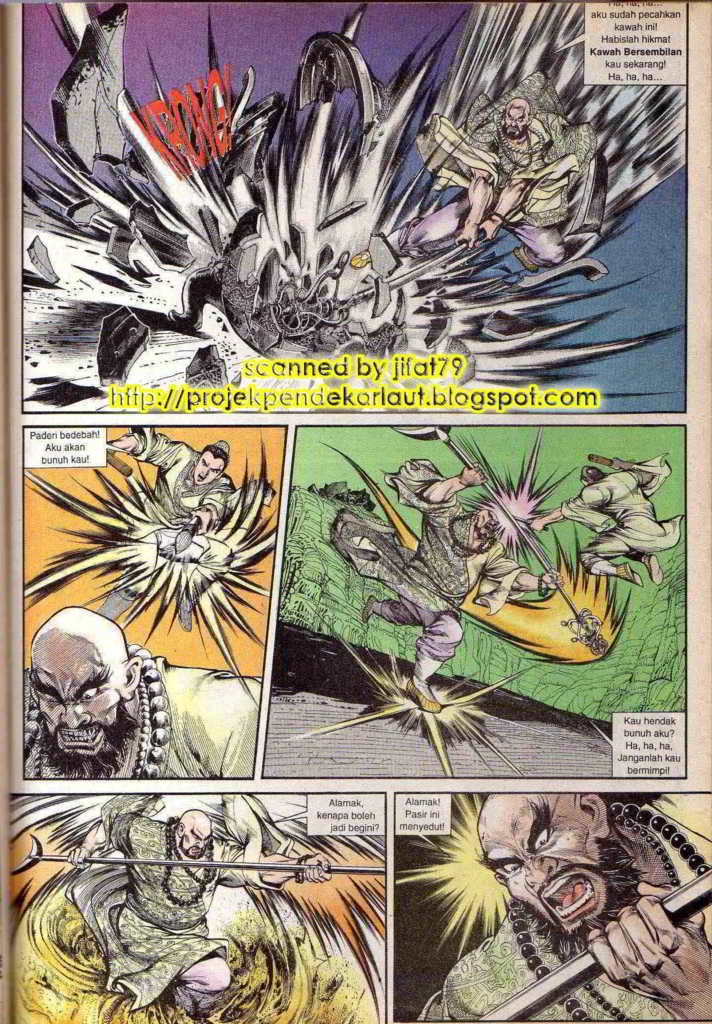 Ha, ha, ha...
aku sudah pecahkan
kawah ini!
Habislah hikmat
Kawah Bersembilan
kau sekarang!
Ha, ha, ha...
scanned by jifat79
http://projekpendekarlaut.blogspot.com
Paderi bedebah!
Aku akan
bunuh kau!
Kau hendak
bunuh aku?
Ha, ha, ha,
Janganlah kau
bermimpi!
Alamak,
kenapa boleh
jadi begini?
Alamak!
Pasir ini
menyedut!